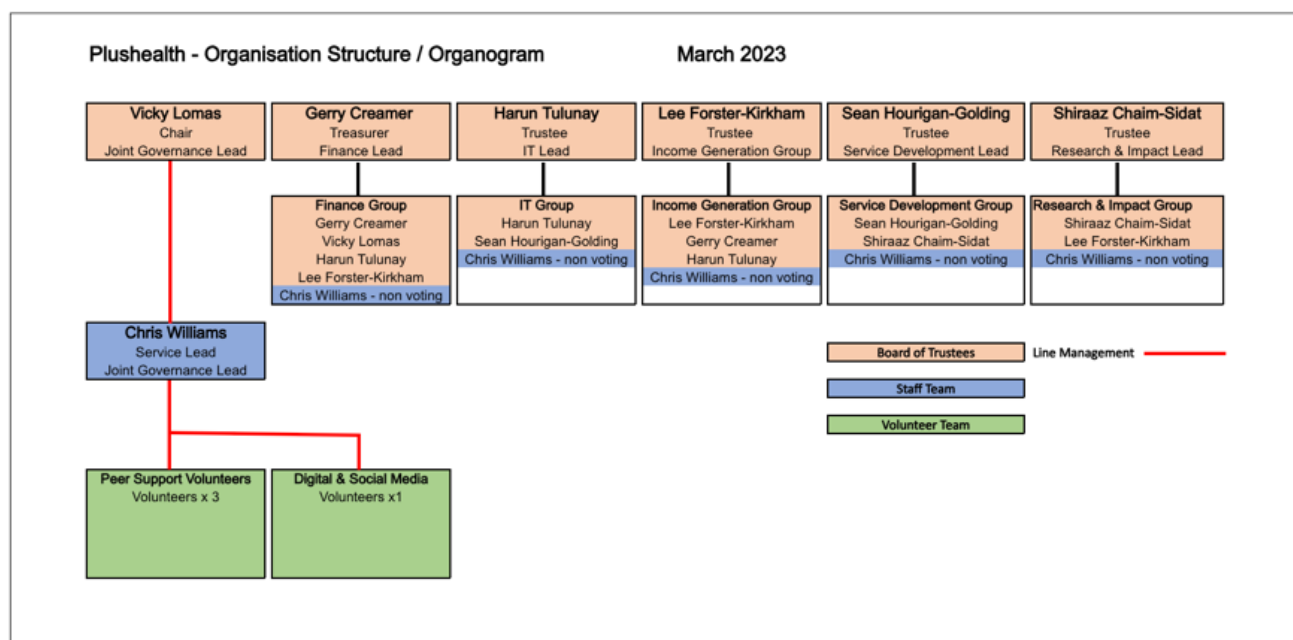 Plushealth - Organisation Structure / Organogram March 2023
Vicky Lomas
Chair
Joint Governance Lead
Gerry Creamer
Treasurer
Finance Lead
Harun Tulunay
Trustee
IT Lead
Lee Forster-Kirkham
Trustee
Income Generation Group
Sean Hourigan-Golding
Trustee
Service Development Lead
Shiraaz Chaim-Sidat
Trustee
Research & Impact Lead
Finance Group
Gerry Creamer
Vicky Lomas
Harun Tulunay
Lee Forster-Kirkham
Chris Williams - non voting
IT Group
Harun Tulunay
Sean Hourigan-Golding
Chris Williams - non voting
Income Generation Group
Lee Forster-Kirkham
Gerry Creamer
Harun Tulunay
Chris Williams - non voting
Service Development Group
Sean Hourigan-Golding
Shiraaz Chaim-Sidat
Chris Williams - non voting
Research & Impact Group
Shiraaz Chaim-Sidat
Lee Forster-Kirkham
Chris Williams - non voting
Chris Williams
Service Lead
Joint Governance Lead
Board of Trustees
Line Management
Staff Team
Volunteer Team
Peer Support Volunteers
Volunteers x 3
Digital & Social Media
Volunteers x1